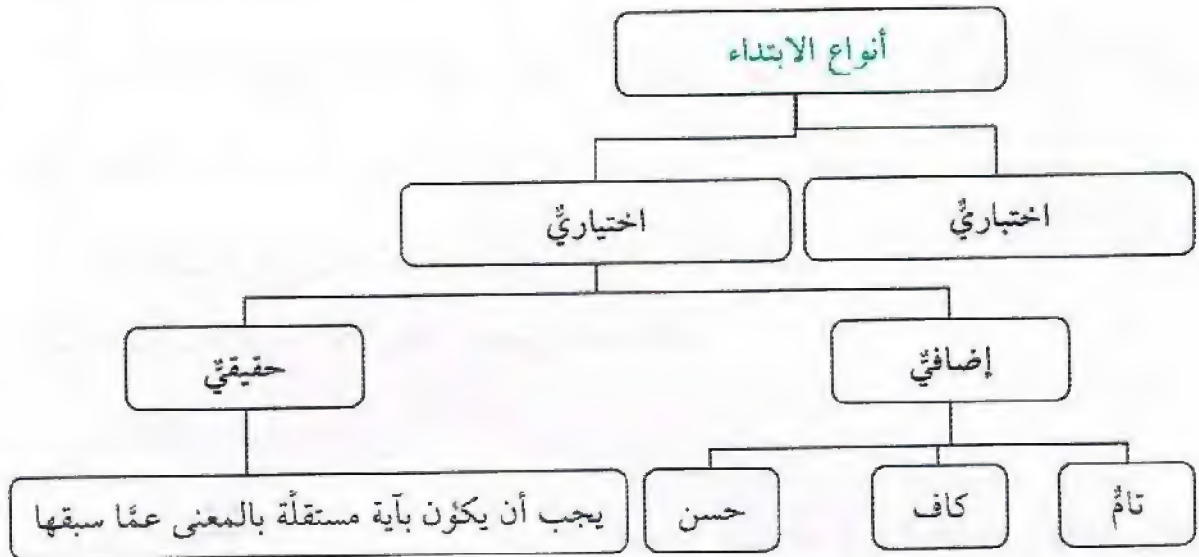 أنواع الابتداء
اختباريٌّ
اختياريٌّ
إضافيٌّ
حقيقيٌّ
تامٌّ
كاف
حسن
يجب أن يكون بآية مستقلَّة بالمعنى عمَّا سبقها